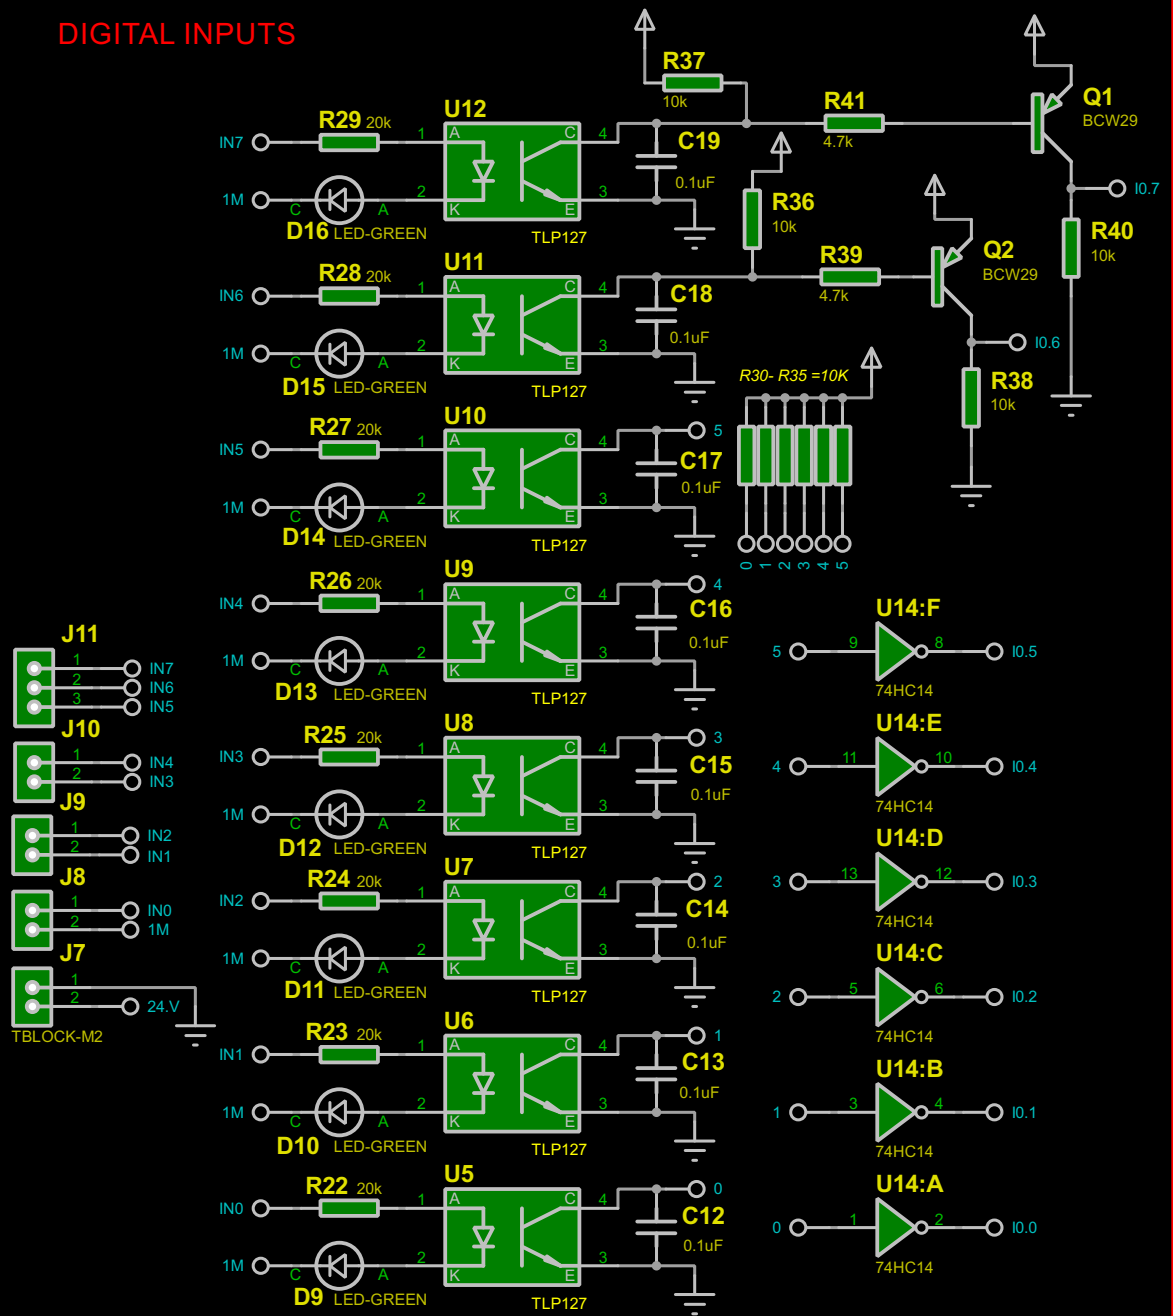 DIGITAL INPUTS
R37
10k
R41
4.7k
Q1
BCW29
I0.7
R40
10k
R36
10k
R39
4.7k
Q2
BCW29
I0.6
R38
10k
IN7
R29 20k
1 A
U12
C 4
C19
0.1uF
1M
C A
D16 LED-GREEN
2 K
E 3
TLP127
IN6
R28 20k
1 A
U11
C 4
C18
0.1uF
1M
C A
D15 LED-GREEN
2 K
E 3
TLP127
R30- R35 =10K
0 1 2 3 4 5
IN5
R27 20k
1 A
U10
C 4
5
C17
0.1uF
1M
C A
D14 LED-GREEN
2 K
E 3
TLP127
IN4
R26 20k
1 A
U9
C 4
4
C16
0.1uF
1M
C A
D13 LED-GREEN
2 K
E 3
TLP127
IN3
R25 20k
1 A
U8
C 4
3
C15
0.1uF
1M
C A
D12 LED-GREEN
2 K
E 3
TLP127
IN2
R24 20k
1 A
U7
C 4
2
C14
0.1uF
1M
C A
D11 LED-GREEN
2 K
E 3
TLP127
IN1
R23 20k
1 A
U6
C 4
1
C13
0.1uF
1M
C A
D10 LED-GREEN
2 K
E 3
TLP127
IN0
R22 20k
1 A
U5
C 4
0
C12
0.1uF
1M
C A
D9 LED-GREEN
2 K
E 3
TLP127
J11
1 IN7
2 IN6
3 IN5
J10
1 IN4
2 IN3
J9
1 IN2
2 IN1
J8
1 IN0
2 1M
J7
1
2 24.V
TBLOCK-M2
U14:F
5 9 8 I0.5
74HC14
U14:E
4 11 10 I0.4
74HC14
U14:D
3 13 12 I0.3
74HC14
U14:C
2 5 6 I0.2
74HC14
U14:B
1 3 4 I0.1
74HC14
U14:A
0 1 2 I0.0
74HC14